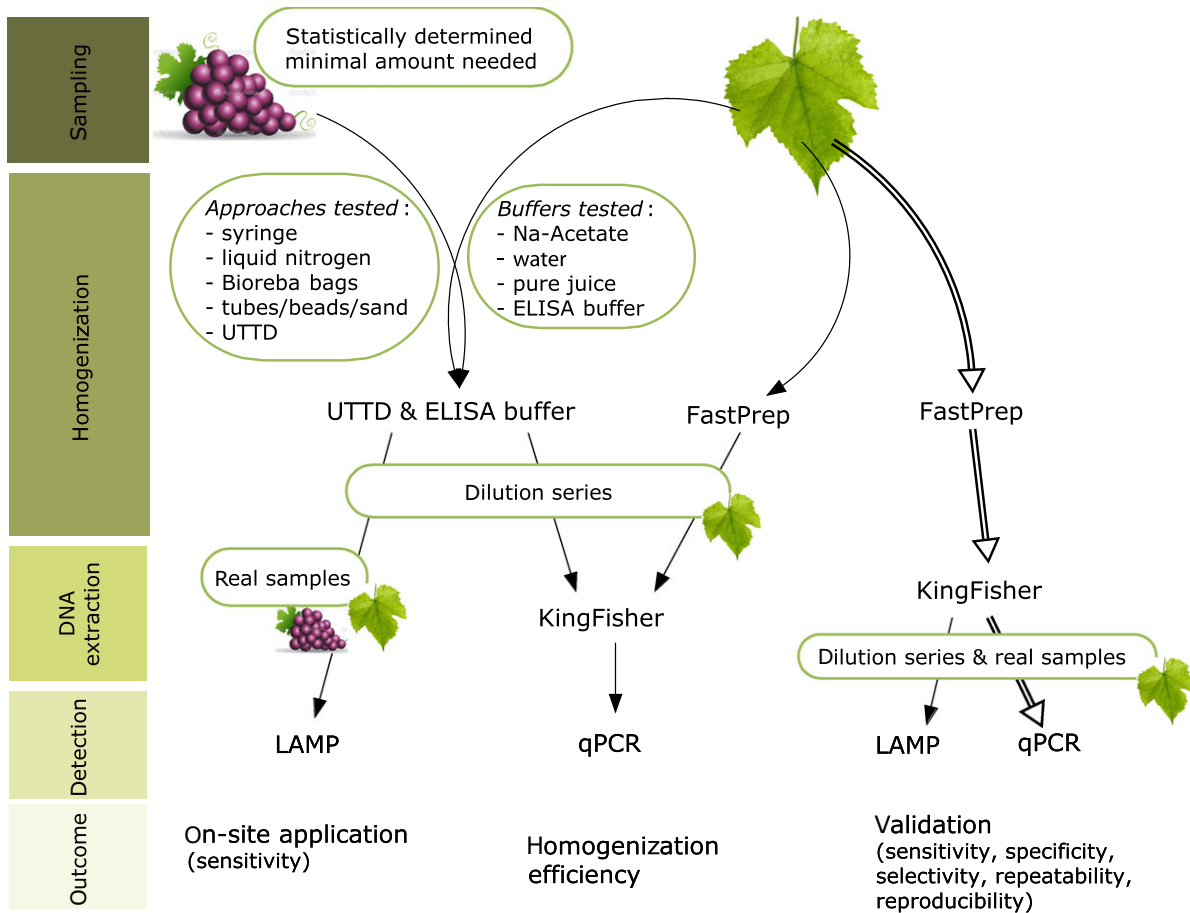 Sampling
Statistically determined
minimal amount needed
Homogenization
Approaches tested :
- syringe
- liquid nitrogen
- Bioreba bags
- tubes/beads/sand
- UTTD
Buffers tested :
- Na-Acetate
- water
- pure juice
- ELISA buffer
UTTD & ELISA buffer
FastPrep
FastPrep
Dilution series
DNA
extraction
Real samples
KingFisher
KingFisher
Dilution series & real samples
Detection
LAMP
qPCR
LAMP
qPCR
Outcome
On-site application
(sensitivity)
Homogenization
efficiency
Validation
(sensitivity, specificity,
selectivity, repeatability,
reproducibility)